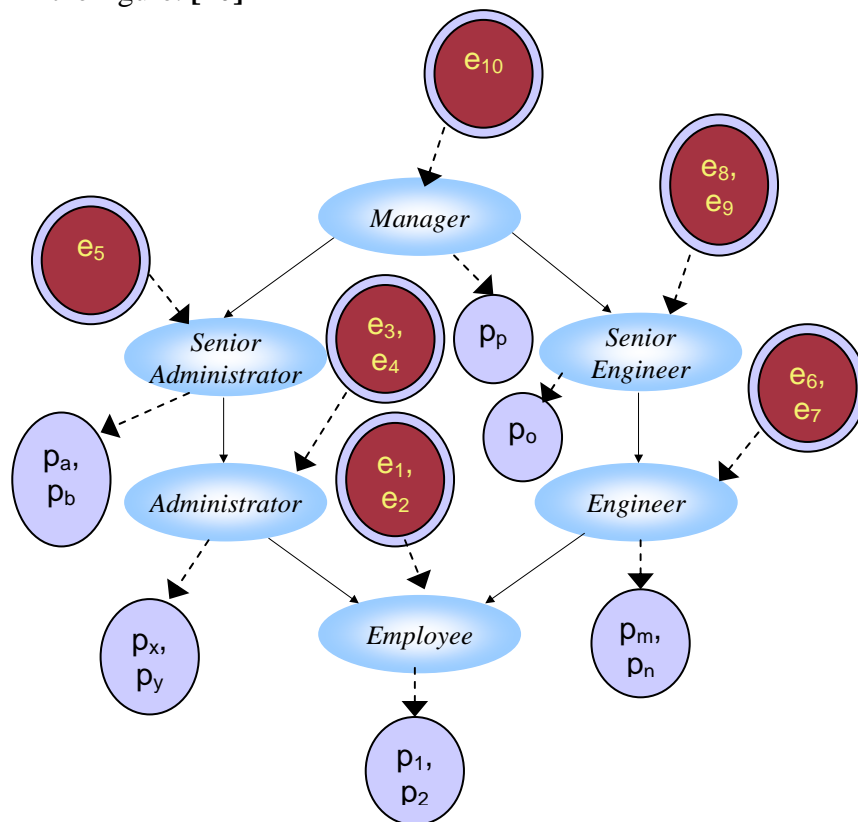 e10
e8,
e9
Manager
e5
e3,
e4
pp
Senior
Administrator
Senior
Engineer
e6,
e7
po
pa,
pb
e1,
e2
Administrator
Engineer
Employee
px,
py
pm,
pn
p1,
p2